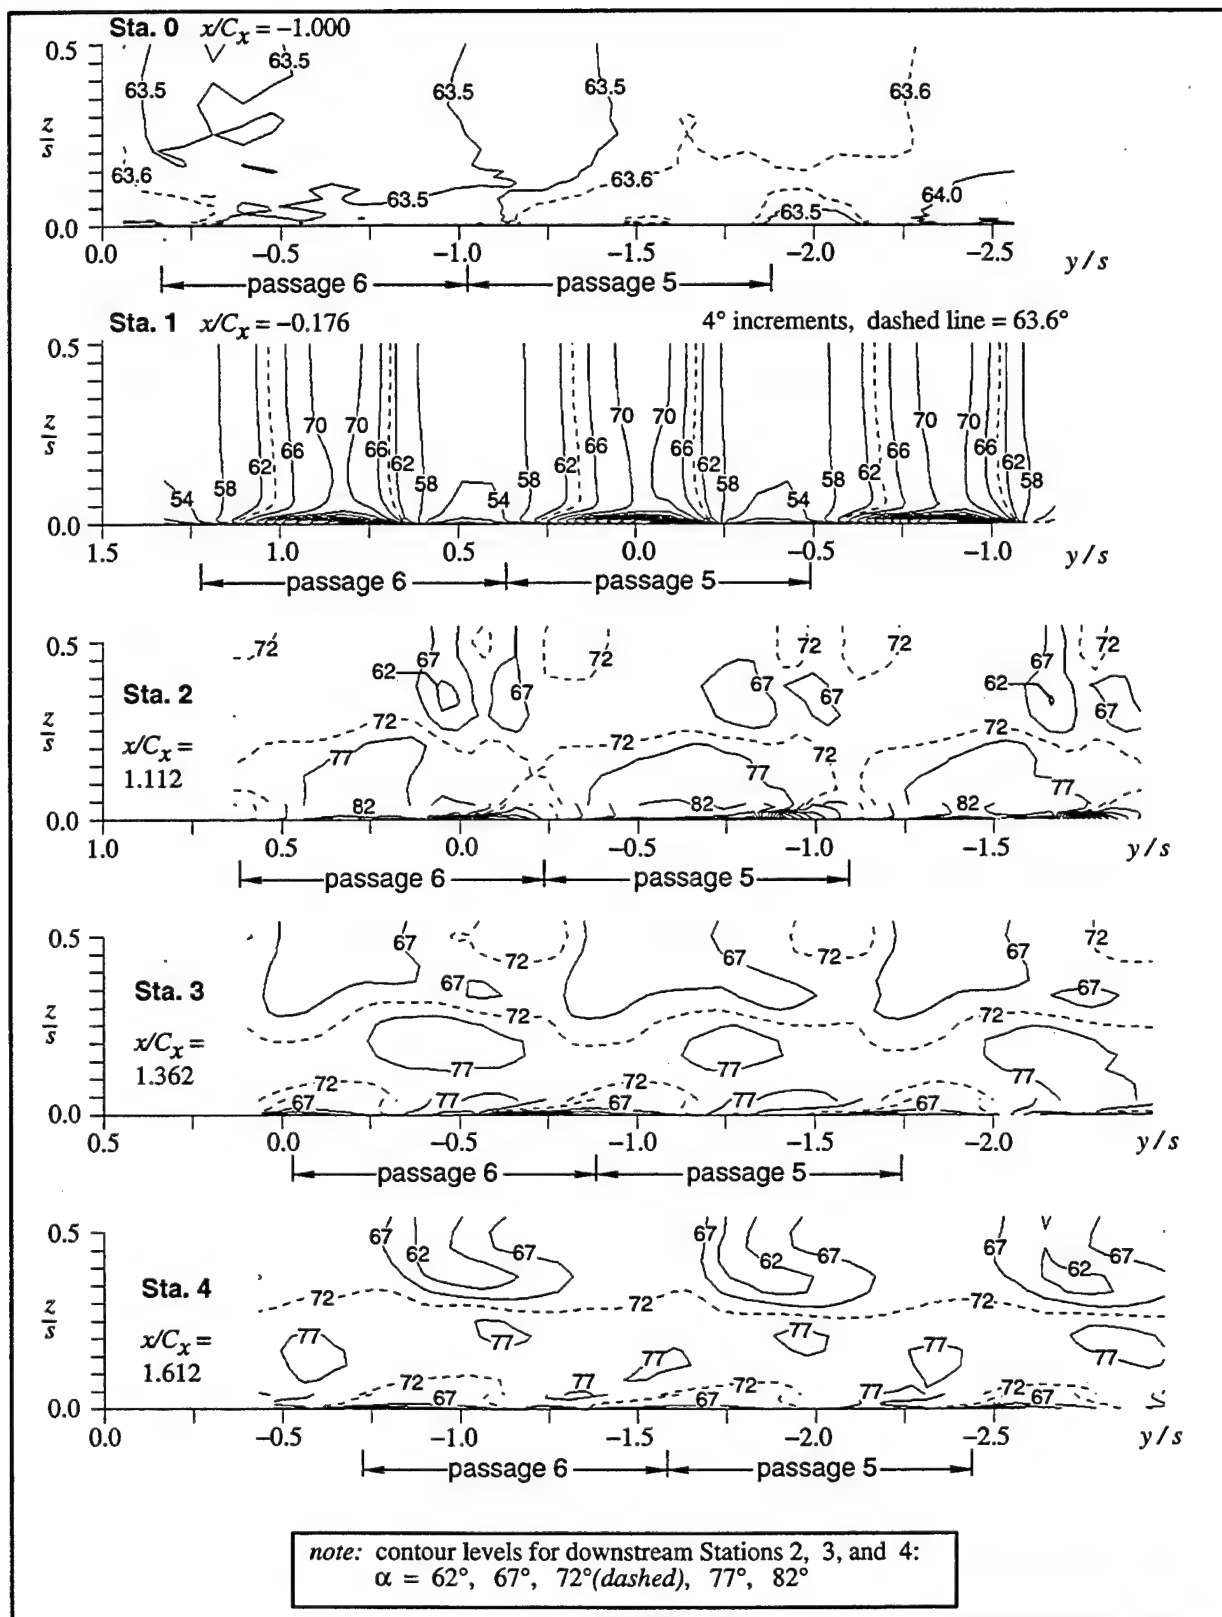 Sta. 0 x/Cx = −1.000
0.5
63.5 63.5 63.5 63.5 63.6
z/s
63.6 63.5 63.6 63.5 64.0
0.0
0.0 −0.5 −1.0 −1.5 −2.0 −2.5 y/s
passage 6 passage 5
Sta. 1 x/Cx = −0.176 4° increments, dashed line = 63.6°
0.5
z/s
70 70 70 70 70 70
62 66 66 62 62 66 66 62 62 66 66 62
54 58 58 54 58 58 54 58 58
0.0
1.5 1.0 0.5 0.0 −0.5 −1.0 y/s
passage 6 passage 5
0.5
72 67 72 72 67 72
62 67 67 67 62 67
Sta. 2
z/s
72 72 72 72
x/Cx =
1.112
77 77 77
82 82 82
0.0
1.0 0.5 0.0 −0.5 −1.0 −1.5 y/s
passage 6 passage 5
0.5
67 72 67 72 67 72
67 67
Sta. 3
z/s
72 72
x/Cx =
1.362
77 77 77
72 72 72
67 77 67 77 67
0.0
0.5 0.0 −0.5 −1.0 −1.5 −2.0 y/s
passage 6 passage 5
0.5
67 62 67 67 62 67 67 62 67
Sta. 4
z/s
72 72 72
x/Cx =
1.612
77 77 77 77 77 77
72 77 72 77 72
67 67 67
0.0
0.0 −0.5 −1.0 −1.5 −2.0 −2.5 y/s
passage 6 passage 5
note: contour levels for downstream Stations 2, 3, and 4:
α = 62°, 67°, 72°(dashed), 77°, 82°